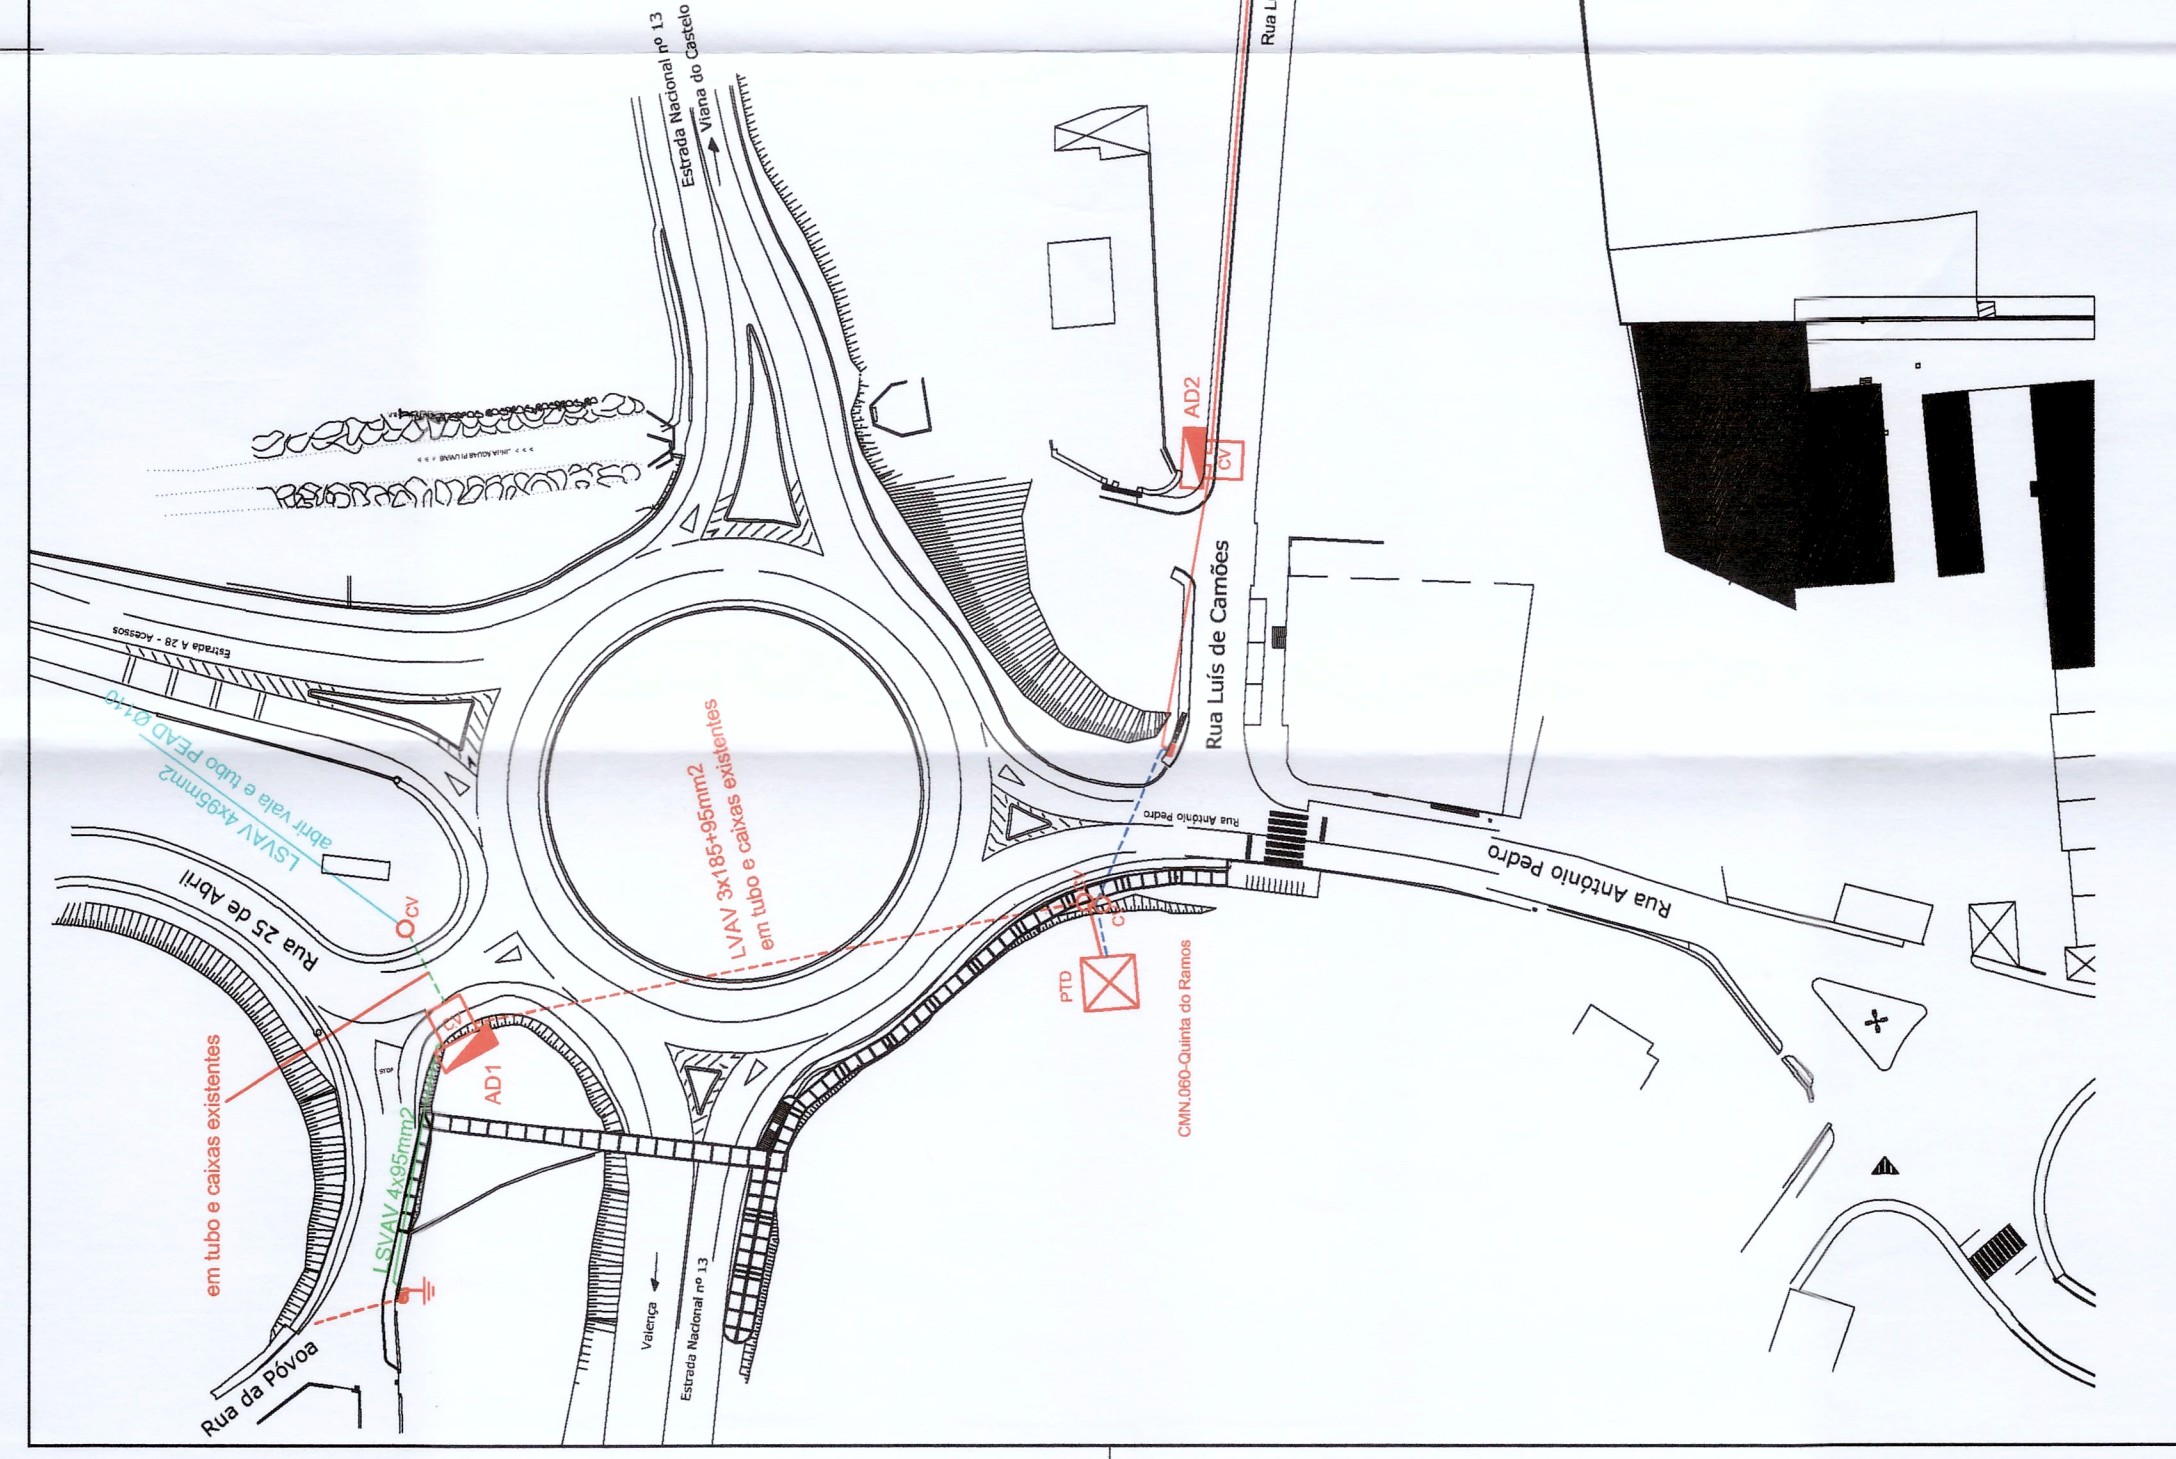 Estrada Nacional nº 13
Viana do Castelo
Rua L
AD2
CV
Rua Luís de Camões
Estrada A 28 - Acessos
LSVAV 4x95mm2
abrir vala e tubo PEAD Ø110
Rua 25 de Abril
CV
LVAV 3x185+95mm2
em tubo e caixas existentes
Rua António Pedro
Rua António Pedro
CV
PTD
CMN.060-Quinta do Ramos
CV
AD1
STOP
em tubo e caixas existentes
LSVAV 4x95mm2
Valença
Estrada Nacional nº 13
Rua da Póvoa